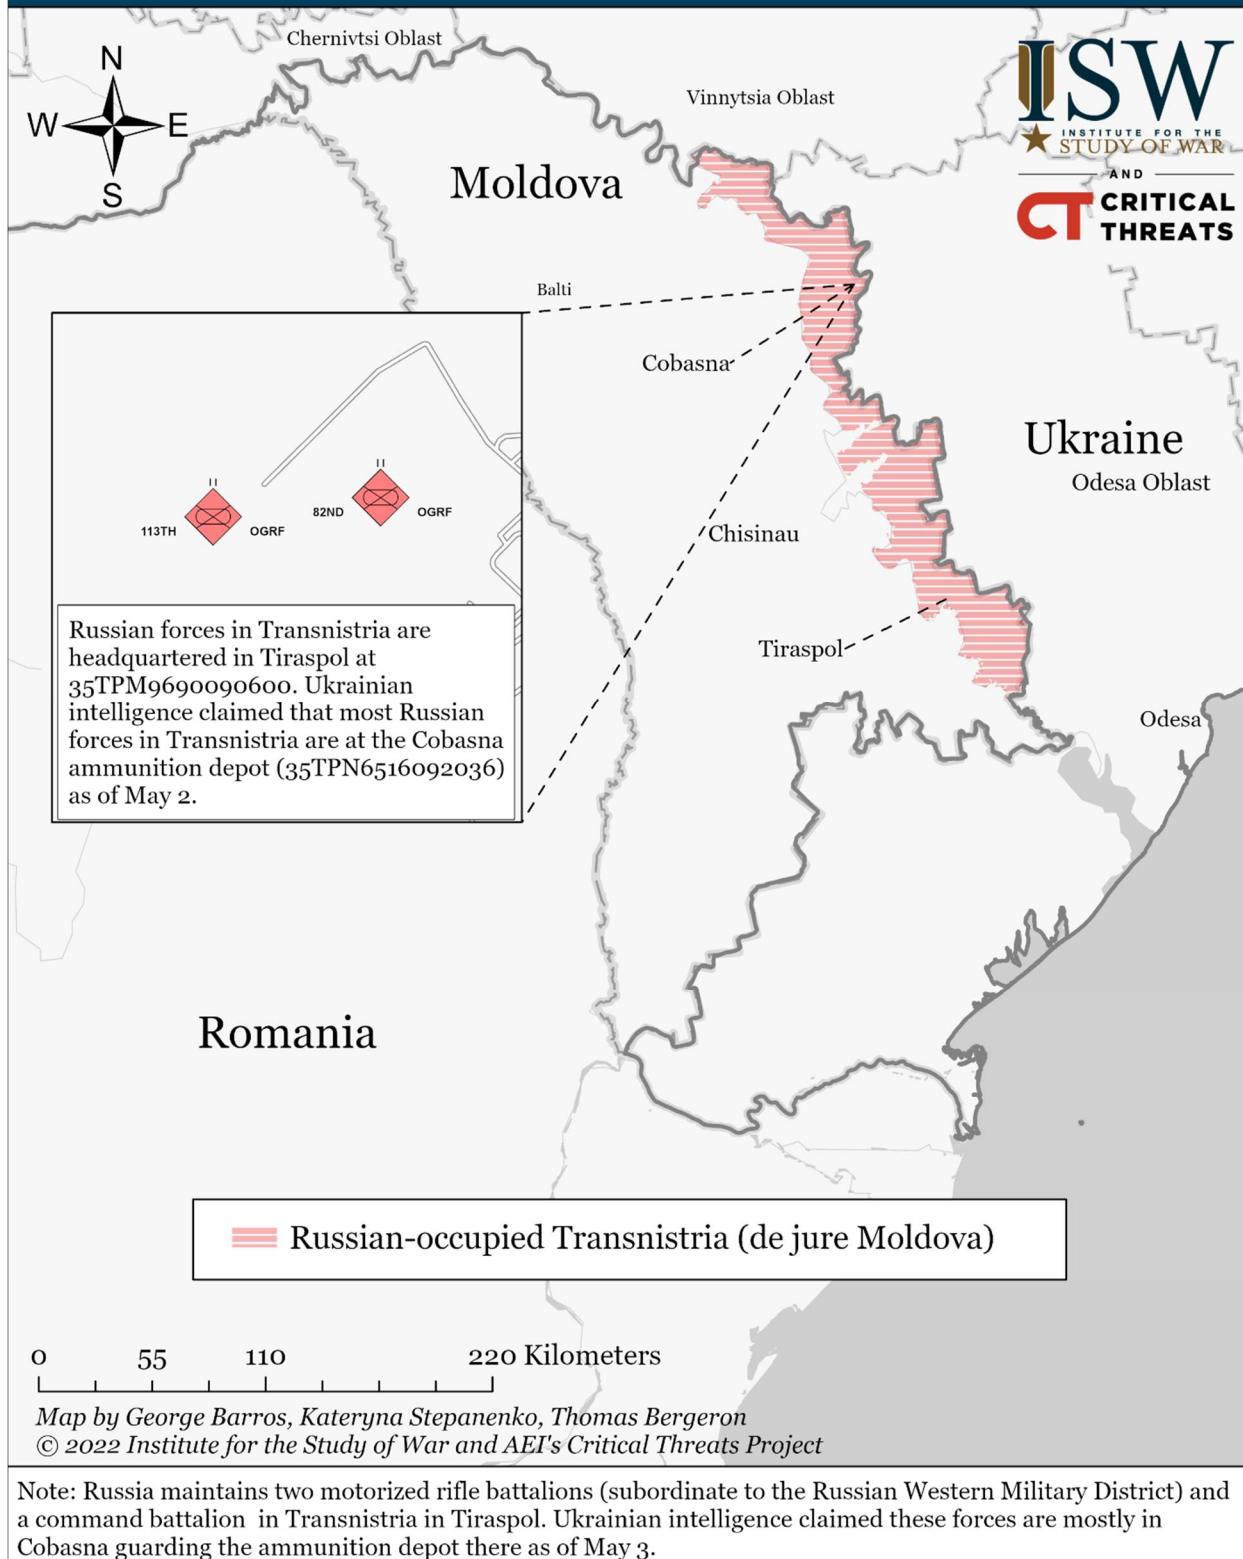 Chernivtsi Oblast
N
W
E
S
Vinnytsia Oblast
ISW
INSTITUTE FOR THE
STUDY OF WAR
AND
CT CRITICAL
THREATS
Moldova
Balti
Cobasna
Ukraine
Odesa Oblast
113TH
OGRF
82ND
OGRF
Chisinau
Russian forces in Transnistria are
headquartered in Tiraspol at
35TPM9690090600. Ukrainian
intelligence claimed that most Russian
forces in Transnistria are at the Cobasna
ammunition depot (35TPN6516092036)
as of May 2.
Tiraspol
Odesa
Romania
Russian-occupied Transnistria (de jure Moldova)
0 55 110 220 Kilometers
Map by George Barros, Kateryna Stepanenko, Thomas Bergeron
© 2022 Institute for the Study of War and AEI's Critical Threats Project
Note: Russia maintains two motorized rifle battalions (subordinate to the Russian Western Military District) and
a command battalion in Transnistria in Tiraspol. Ukrainian intelligence claimed these forces are mostly in
Cobasna guarding the ammunition depot there as of May 3.